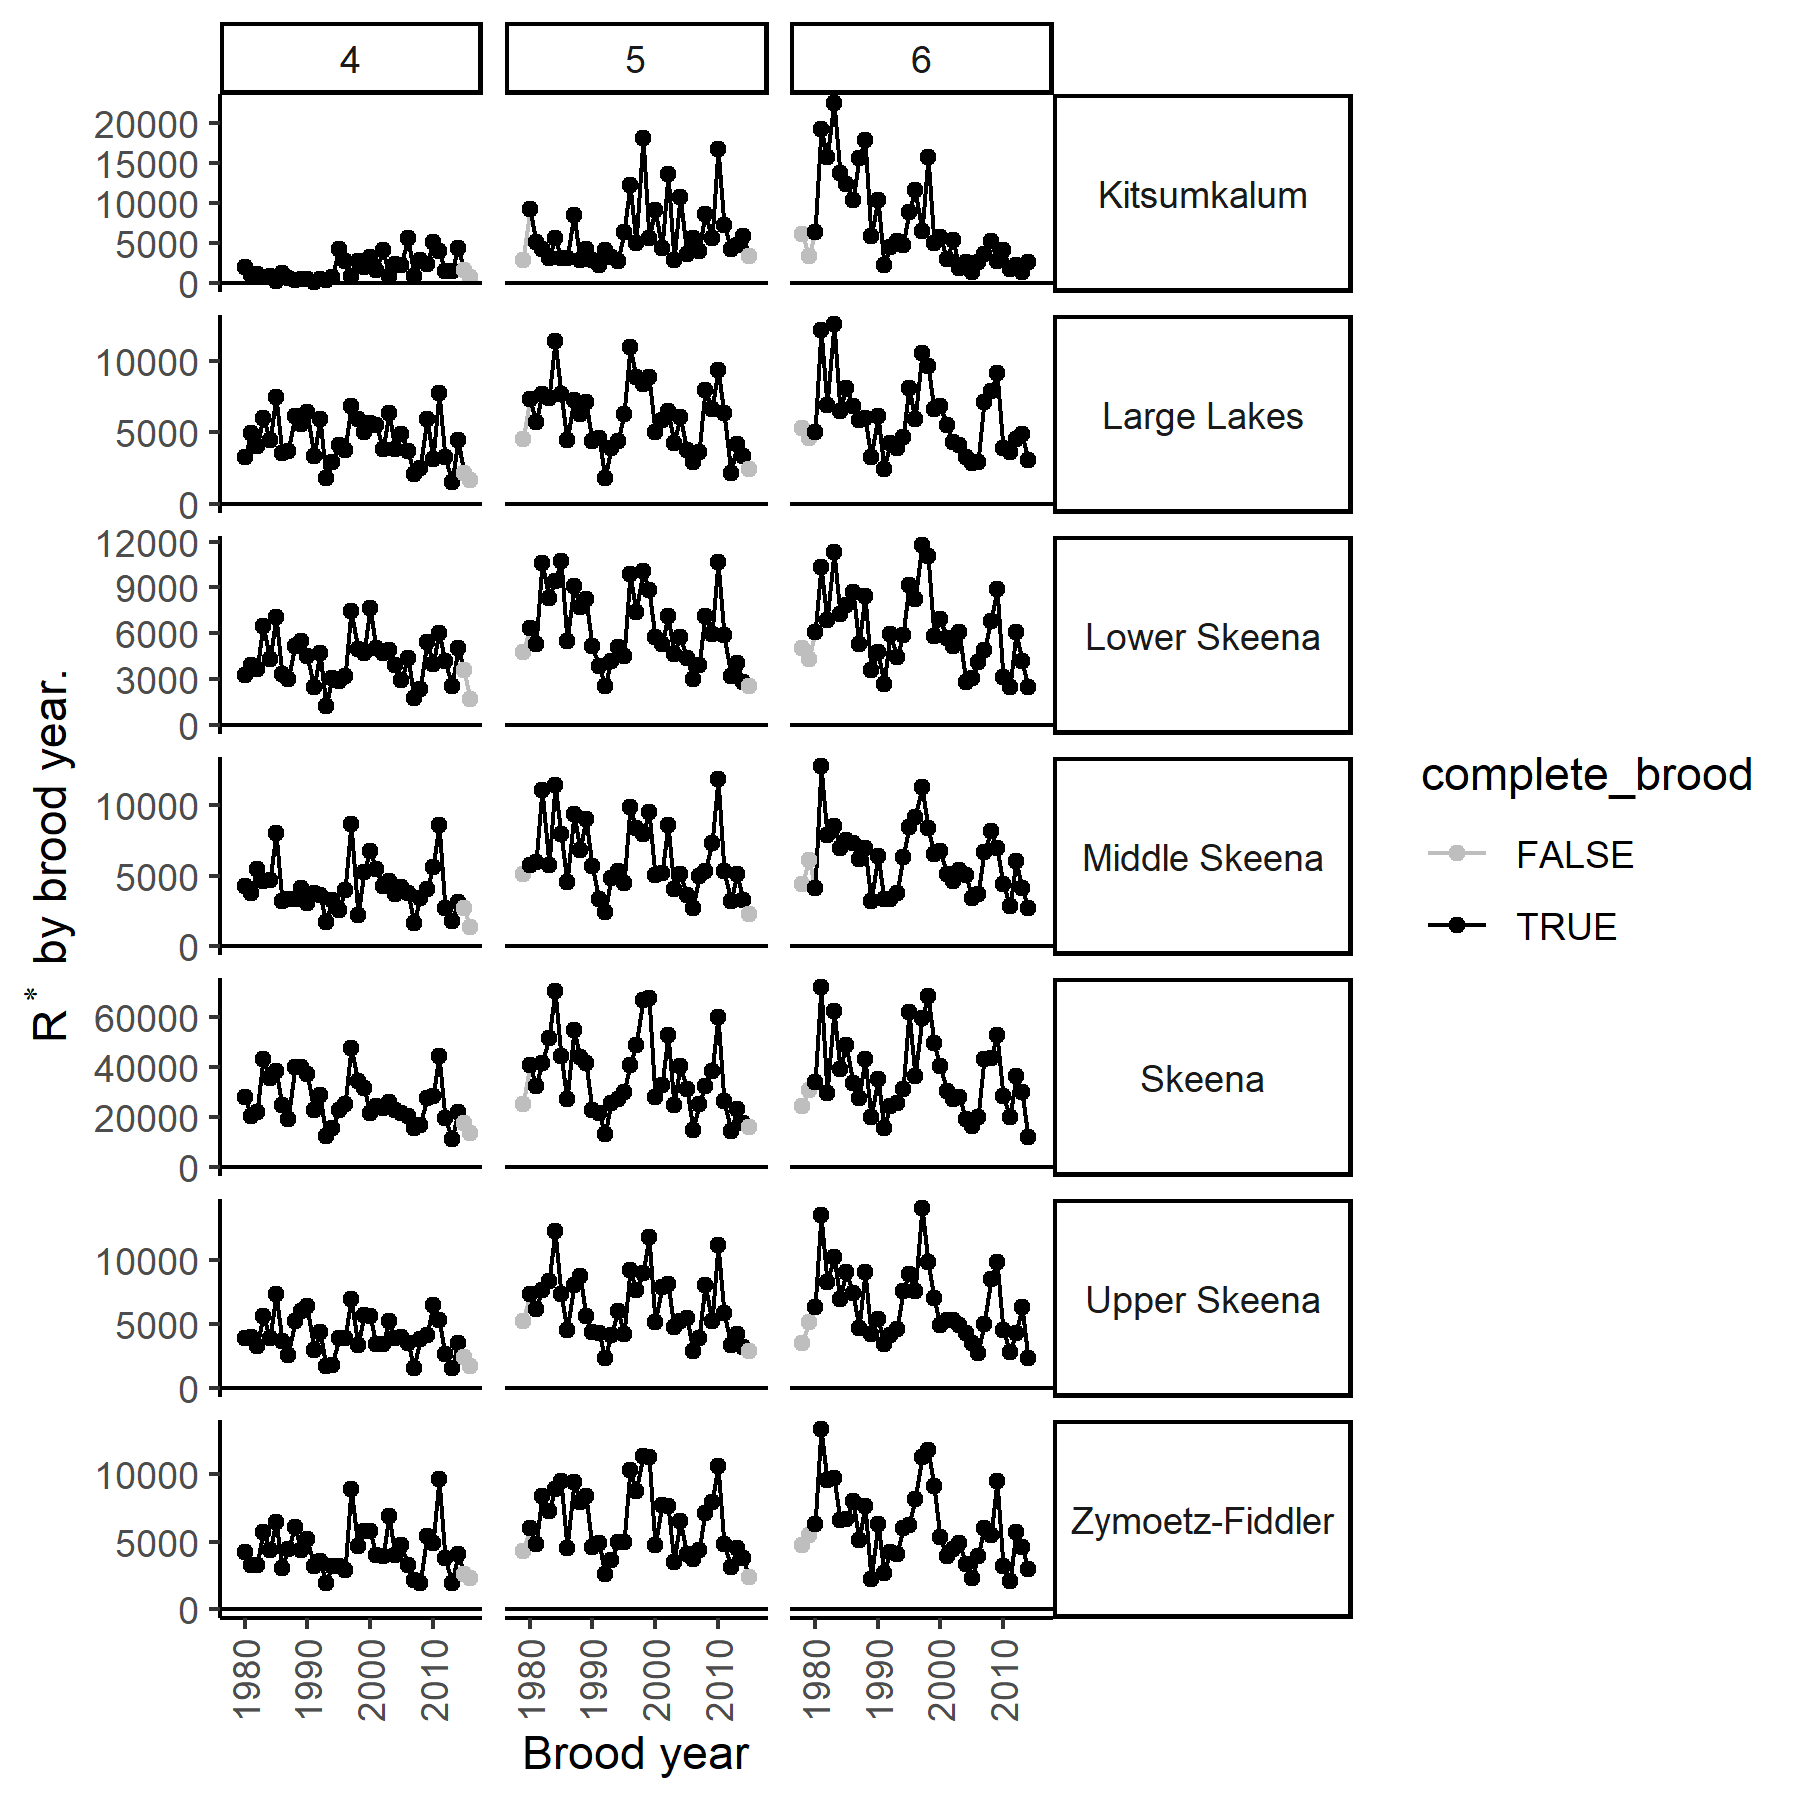 4 5 6
20000
15000
10000
5000
0
Kitsumkalum
10000
5000
0
Large Lakes
12000
9000
6000
3000
0
Lower Skeena
10000
5000
0
Middle Skeena
60000
40000
20000
0
Skeena
10000
5000
0
Upper Skeena
10000
5000
0
Zymoetz-Fiddler
1980 1990 2000 2010 1980 1990 2000 2010 1980 1990 2000 2010
Brood year
R* by brood year.
complete_brood
FALSE
TRUE